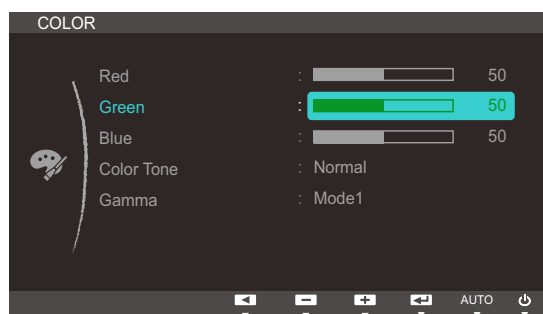 COLOR
Red : 50
Green : 50
Blue : 50
Color Tone : Normal
Gamma : Mode1
AUTO